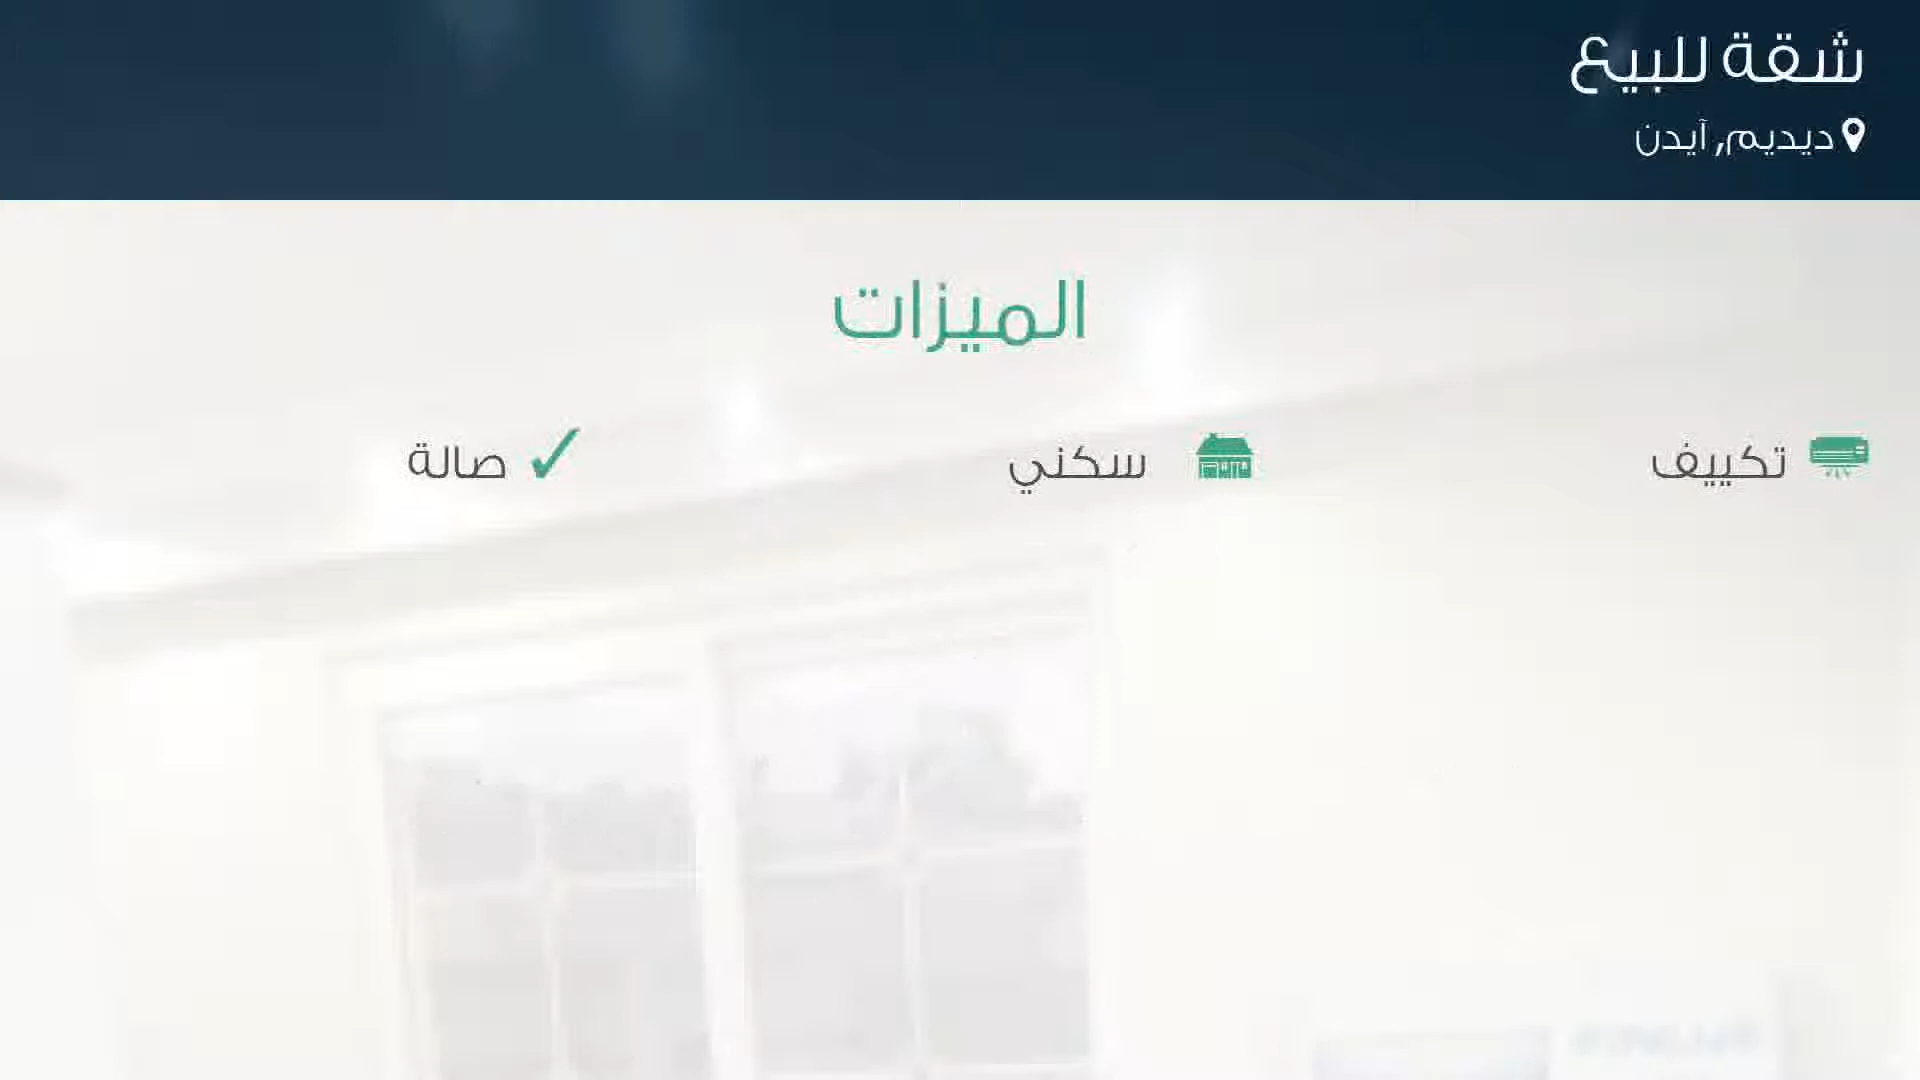 شقة للبيع
ديديم, آيدن
الميزات
تكييف
سكني
صالة